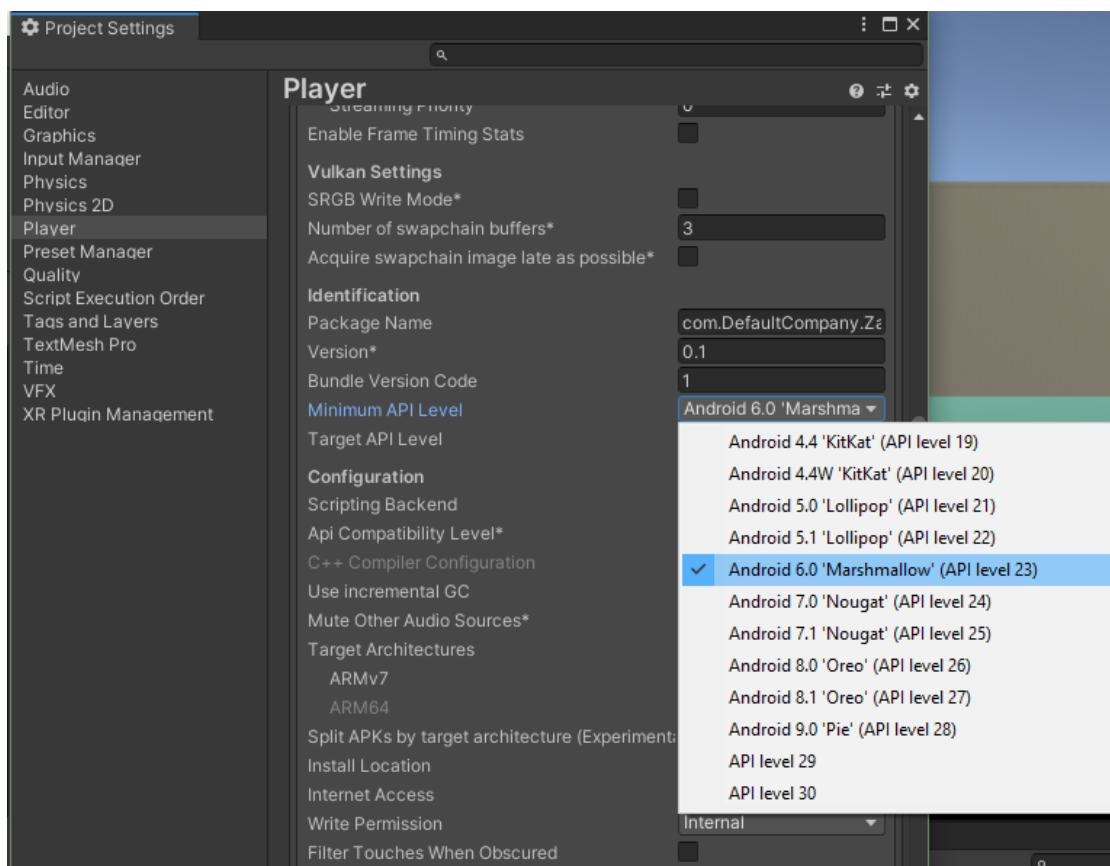 Project Settings
Audio
Editor
Graphics
Input Manager
Physics
Physics 2D
Player
Preset Manager
Quality
Script Execution Order
Tags and Layers
TextMesh Pro
Time
VFX
XR Plugin Management
Player
Streaming Priority 0
Enable Frame Timing Stats
Vulkan Settings
SRGB Write Mode*
Number of swapchain buffers* 3
Acquire swapchain image late as possible*
Identification
Package Name com.DefaultCompany.Za
Version* 0.1
Bundle Version Code 1
Minimum API Level Android 6.0 'Marshma
Target API Level
Configuration
Scripting Backend
Api Compatibility Level*
C++ Compiler Configuration
Use incremental GC
Mute Other Audio Sources*
Target Architectures
ARMv7
ARM64
Split APKs by target architecture (Experimenta
Install Location
Internet Access
Write Permission Internal
Filter Touches When Obscured
Android 4.4 'KitKat' (API level 19)
Android 4.4W 'KitKat' (API level 20)
Android 5.0 'Lollipop' (API level 21)
Android 5.1 'Lollipop' (API level 22)
Android 6.0 'Marshmallow' (API level 23)
Android 7.0 'Nougat' (API level 24)
Android 7.1 'Nougat' (API level 25)
Android 8.0 'Oreo' (API level 26)
Android 8.1 'Oreo' (API level 27)
Android 9.0 'Pie' (API level 28)
API level 29
API level 30